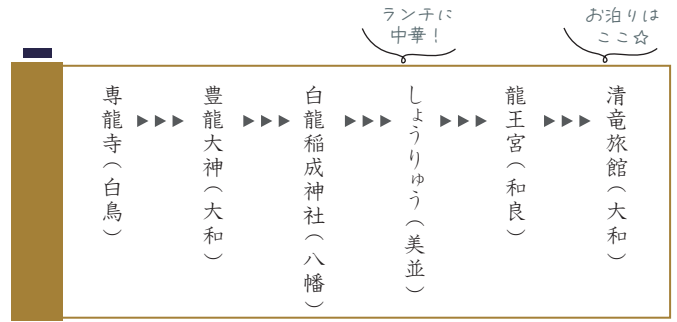 専龍寺(白鳥)
豊龍大神(大和)
白龍稲成神社(八幡)
ランチに
中華!
しょうりゅう(美並)
龍王宮(和良)
お泊りは
ここ☆
清竜旅館(大和)